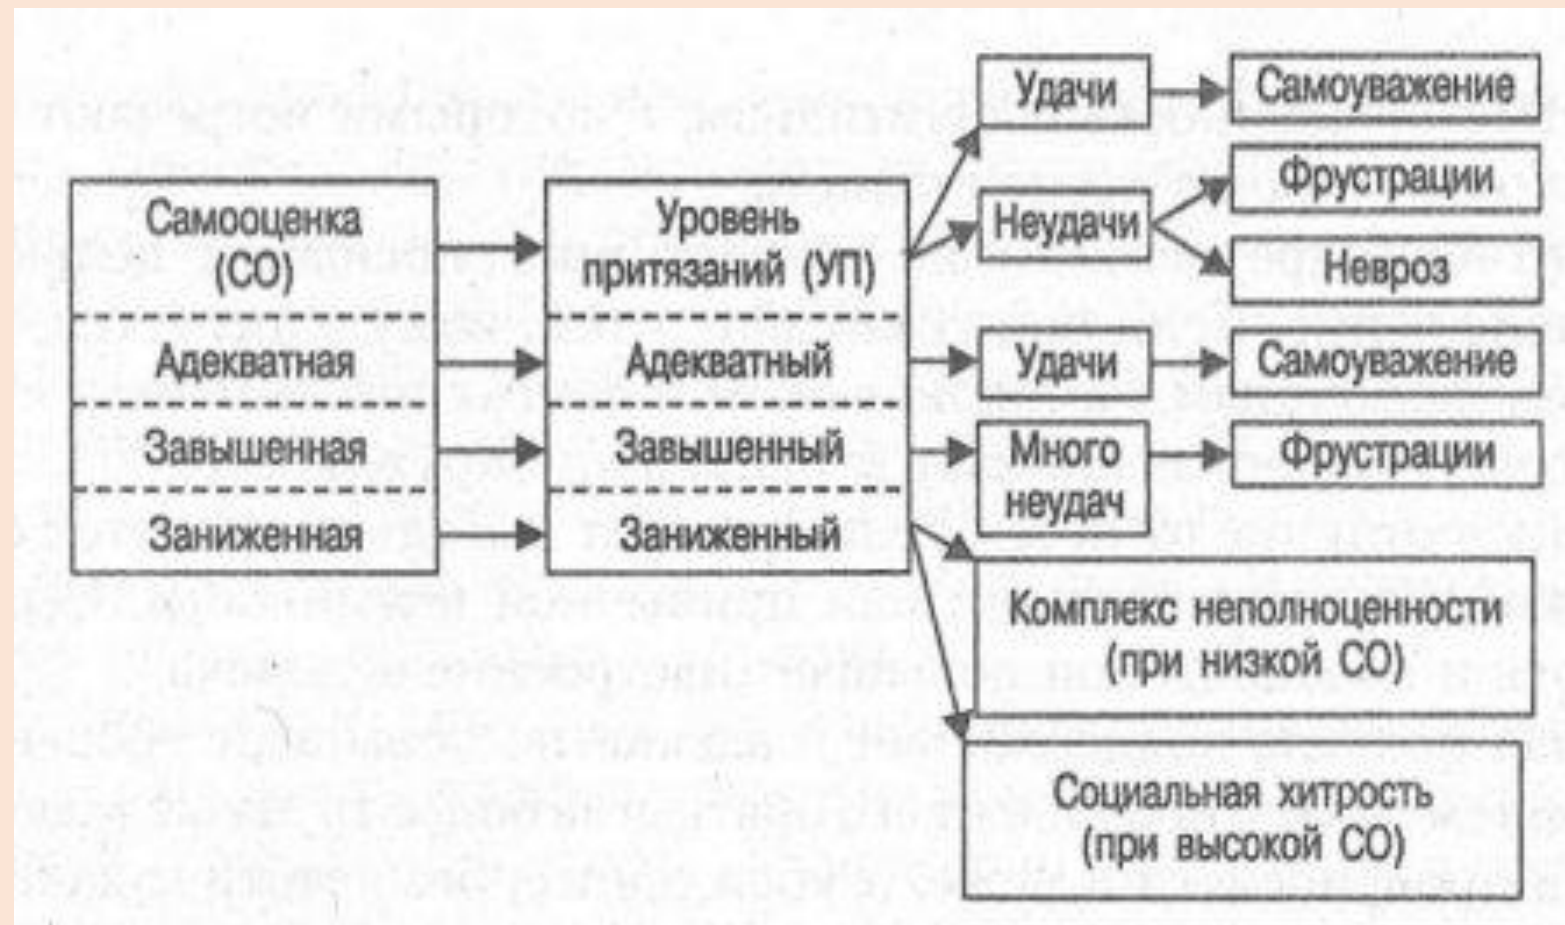 Самооценка
(СО)
Адекватная
Завышенная
Заниженная
Уровень
притязаний (УП)
Адекватный
Завышенный
Заниженный
Удачи
Самоуважение
Неудачи
Фрустрации
Невроз
Удачи
Самоуважение
Много
неудач
Фрустрации
Комплекс неполноценности
(при низкой СО)
Социальная хитрость
(при высокой СО)